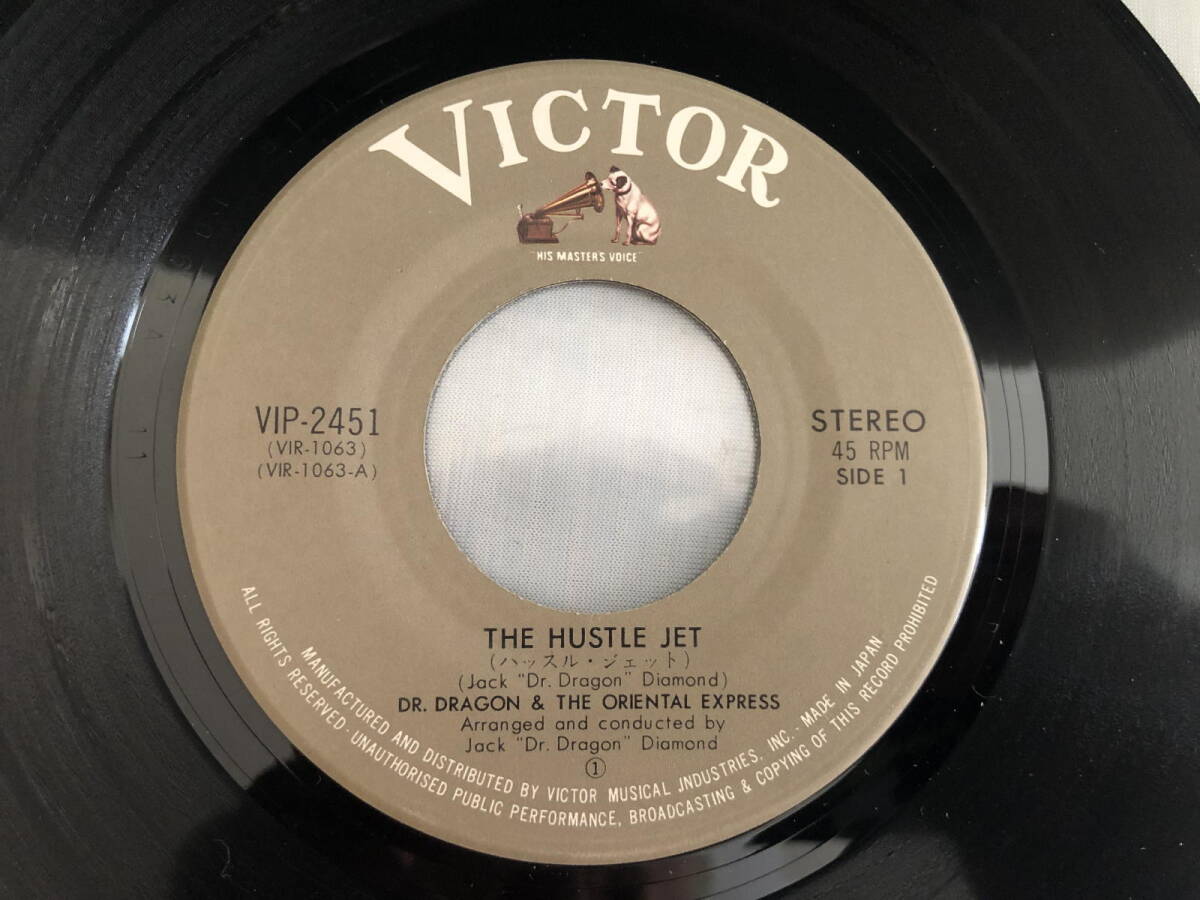 VICTOR
"HIS MASTER'S VOICE"
VIP-2451
(VIR-1063)
(VIR-1063-A)
STEREO
45 RPM
SIDE 1
THE HUSTLE JET
(ハッスル・ジェット)
(Jack "Dr. Dragon" Diamond)
DR. DRAGON & THE ORIENTAL EXPRESS
Arranged and conducted by
Jack "Dr. Dragon" Diamond
①
MANUFACTURED AND DISTRIBUTED BY VICTOR MUSICAL JNDUSTRIES, INC.· MADE IN JAPAN
ALL RIGHTS RESERVED·UNAUTHORISED PUBLIC PERFORMANCE, BROADCASTING & COPYING OF THIS RECORD PROHIBITED